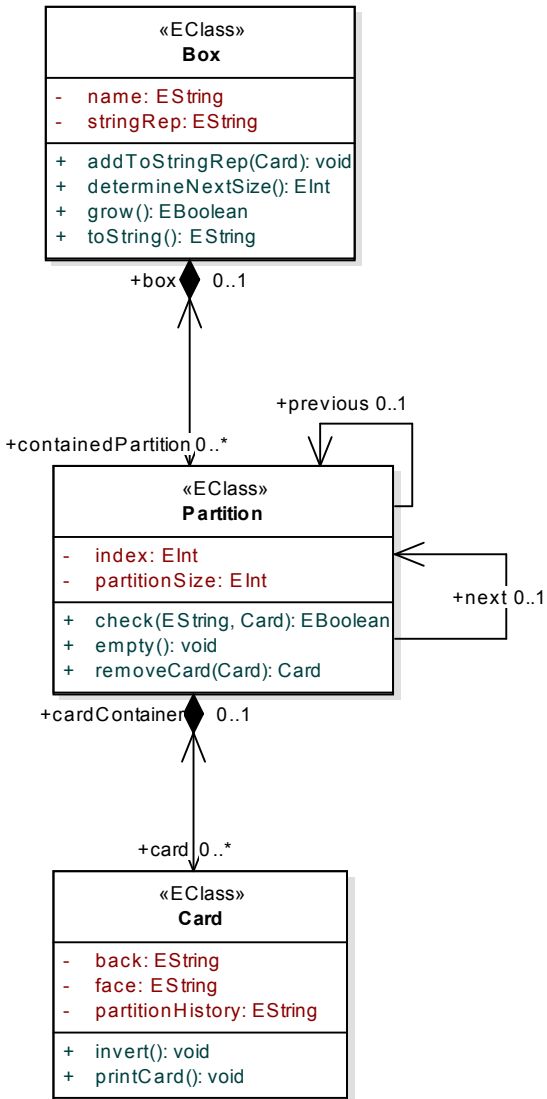 «EClass»
Box
- name: EString
- stringRep: EString
+ addToStringRep(Card): void
+ determineNextSize(): EInt
+ grow(): EBoolean
+ toString(): EString
+box 0..1
+previous 0..1
+containedPartition 0..*
«EClass»
Partition
- index: EInt
- partitionSize: EInt
+next 0..1
+ check(EString, Card): EBoolean
+ empty(): void
+ removeCard(Card): Card
+cardContainer 0..1
+card 0..*
«EClass»
Card
- back: EString
- face: EString
- partitionHistory: EString
+ invert(): void
+ printCard(): void